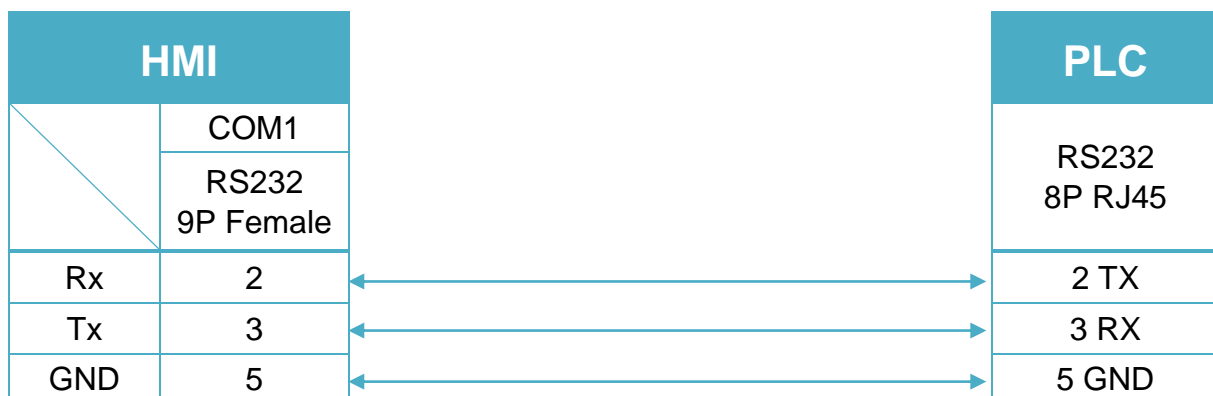 HMI
PLC
COM1
RS232
9P Female
RS232
8P RJ45
Rx 2 2 TX
Tx 3 3 RX
GND 5 5 GND